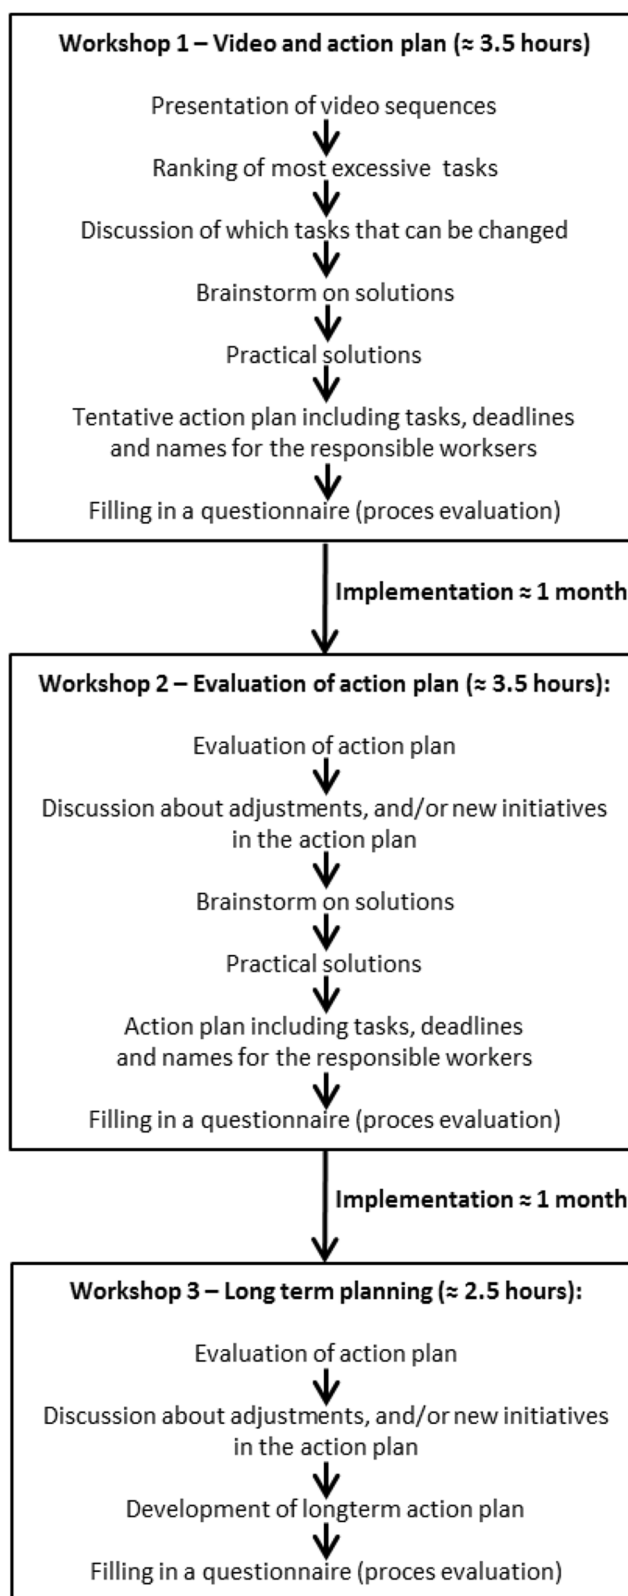 Workshop 1 – Video and action plan (≈ 3.5 hours)
Presentation of video sequences
Ranking of most excessive tasks
Discussion of which tasks that can be changed
Brainstorm on solutions
Practical solutions
Tentative action plan including tasks, deadlines
and names for the responsible worksers
Filling in a questionnaire (proces evaluation)
Implementation ≈ 1 month
Workshop 2 – Evaluation of action plan (≈ 3.5 hours):
Evaluation of action plan
Discussion about adjustments, and/or new initiatives
in the action plan
Brainstorm on solutions
Practical solutions
Action plan including tasks, deadlines
and names for the responsible workers
Filling in a questionnaire (proces evaluation)
Implementation ≈ 1 month
Workshop 3 – Long term planning (≈ 2.5 hours):
Evaluation of action plan
Discussion about adjustments, and/or new initiatives
in the action plan
Development of longterm action plan
Filling in a questionnaire (proces evaluation)